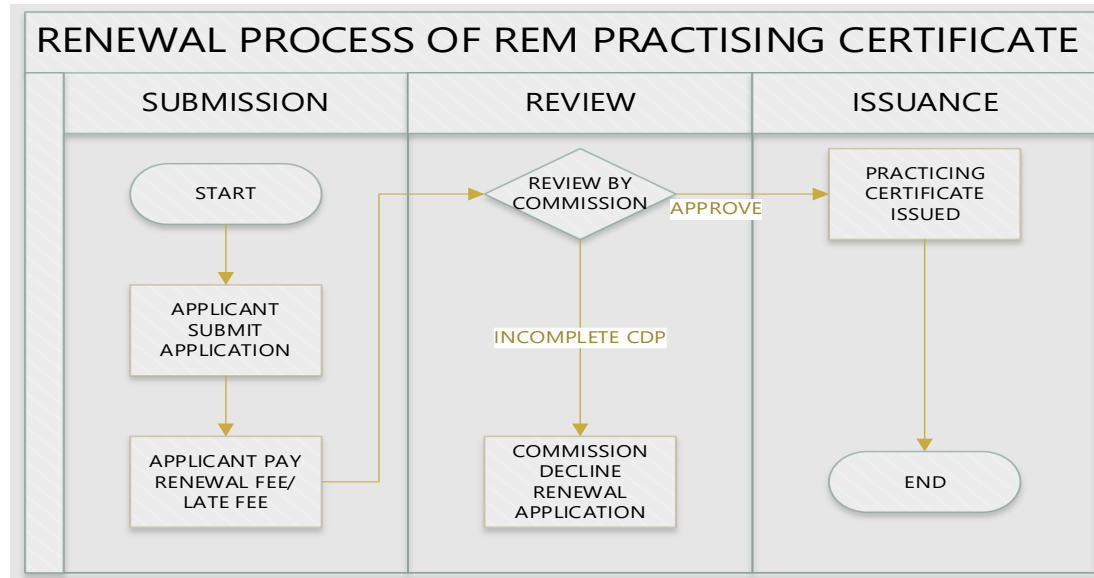 RENEWAL PROCESS OF REM PRACTISING CERTIFICATE
SUBMISSION
REVIEW
ISSUANCE
START
APPLICANT
SUBMIT
APPLICATION
APPLICANT PAY
RENEWAL FEE/
LATE FEE
REVIEW BY
COMMISSION
APPROVE
INCOMPLETE CDP
COMMISSION
DECLINE
RENEWAL
APPLICATION
PRACTICING
CERTIFICATE
ISSUED
END